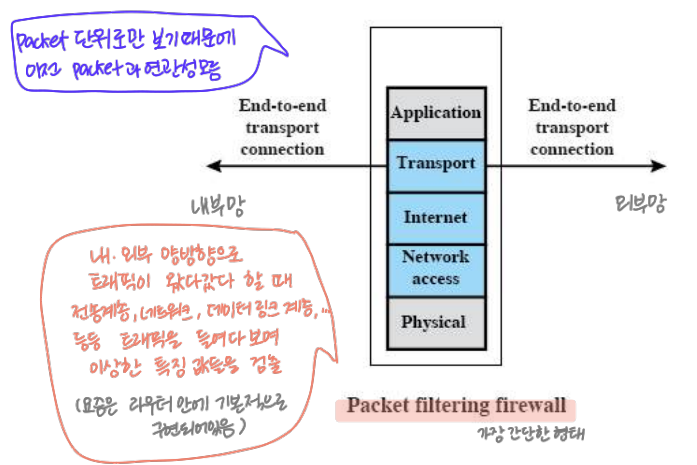 packet 단위로만 보기 때문에
이전 packet과 연관성 모름
End-to-end
transport
connection
Application
Transport
Internet
Network
access
Physical
End-to-end
transport
connection
내부망
외부망
내·외부 양방향으로
트래픽이 왔다갔다 할 때
전송계층, 네트워크, 데이터 링크 계층, ...
등등 트래픽을 들여다보며
이상한 특징 값들을 검출
(요즘은 라우터 안에 기본적으로
구현되어있음)
Packet filtering firewall
가장 간단한 형태